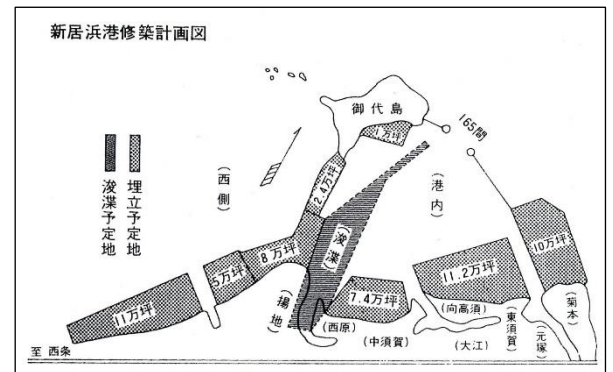 新居浜港修築計画図
御代島
1万坪
165間
埋立予定地
浚渫予定地
(西側)
2.4万坪
(港内)
8万坪
(浚渫)
5万坪
11万坪
(揚地)
7.4万坪
11.2万坪
10万坪
(西原)
(中須賀)
(向高須)
(大江)
(東須賀)
(元塚)
(菊本)
至 西条